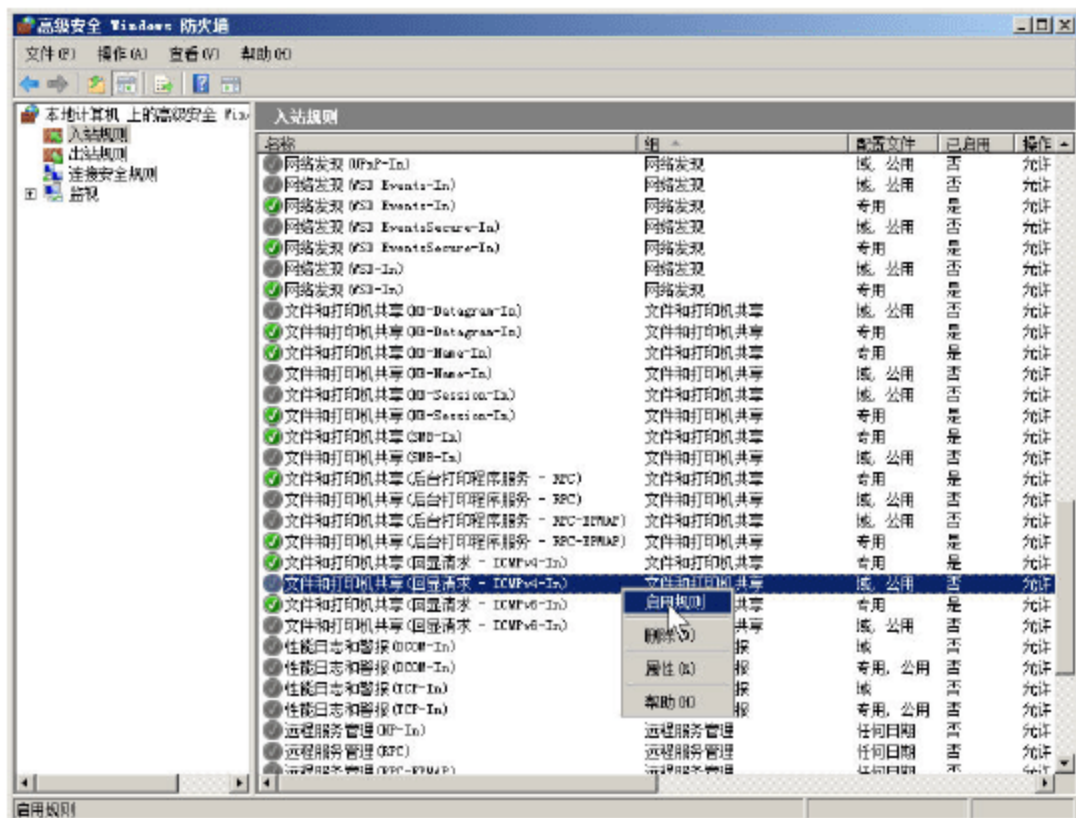 高级安全 Windows 防火墙
文件(F) 操作(A) 查看(V) 帮助(H)
本地计算机 上的高级安全 Win
入站规则
出站规则
连接安全规则
监视
入站规则
名称 组 配置文件 已启用 操作
网络发现(UPnP-In) 网络发现 域, 公用 否 允许
网络发现(WSD Events-In) 网络发现 域, 公用 否 允许
网络发现(WSD Events-In) 网络发现 专用 是 允许
网络发现(WSD EventsSecure-In) 网络发现 域, 公用 否 允许
网络发现(WSD EventsSecure-In) 网络发现 专用 是 允许
网络发现(WSD-In) 网络发现 域, 公用 否 允许
网络发现(WSD-In) 网络发现 专用 是 允许
文件和打印机共享(NB-Datagram-In) 文件和打印机共享 域, 公用 否 允许
文件和打印机共享(NB-Datagram-In) 文件和打印机共享 专用 是 允许
文件和打印机共享(NB-Name-In) 文件和打印机共享 专用 是 允许
文件和打印机共享(NB-Name-In) 文件和打印机共享 域, 公用 否 允许
文件和打印机共享(NB-Session-In) 文件和打印机共享 域, 公用 否 允许
文件和打印机共享(NB-Session-In) 文件和打印机共享 专用 是 允许
文件和打印机共享(SMB-In) 文件和打印机共享 专用 是 允许
文件和打印机共享(SMB-In) 文件和打印机共享 域, 公用 否 允许
文件和打印机共享(后台打印程序服务 - RPC) 文件和打印机共享 专用 是 允许
文件和打印机共享(后台打印程序服务 - RPC) 文件和打印机共享 域, 公用 否 允许
文件和打印机共享(后台打印程序服务 - RPC-EPMAP) 文件和打印机共享 域, 公用 否 允许
文件和打印机共享(后台打印程序服务 - RPC-EPMAP) 文件和打印机共享 专用 是 允许
文件和打印机共享(回显请求 - ICMPv4-In) 文件和打印机共享 专用 是 允许
文件和打印机共享(回显请求 - ICMPv4-In) 文件和打印机共享 域, 公用 否 允许
文件和打印机共享(回显请求 - ICMPv6-In) 共享 专用 是 允许
文件和打印机共享(回显请求 - ICMPv6-In) 共享 域, 公用 否 允许
性能日志和警报(DCOM-In) 报 域 否 允许
性能日志和警报(DCOM-In) 报 专用, 公用 否 允许
性能日志和警报(TCP-In) 报 域 否 允许
性能日志和警报(TCP-In) 报 专用, 公用 否 允许
远程服务管理(NP-In) 远程服务管理 任何日期 否 允许
远程服务管理(RPC) 远程服务管理 任何日期 否 允许
远程服务管理(RPC-EPMAP) 远程服务管理 任何日期 否 允许
启用规则
删除(D)
属性(R)
帮助(H)
启用规则